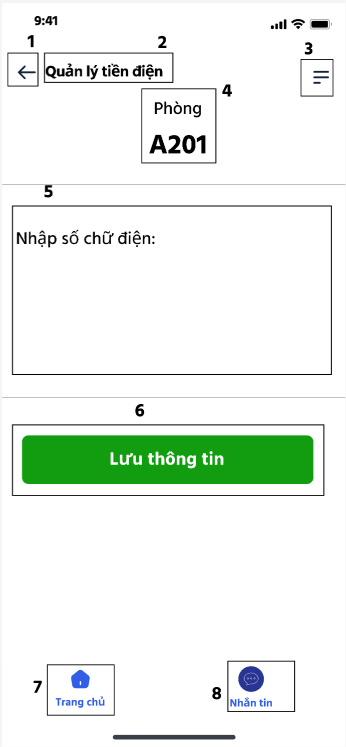 9:41
1
2
3
Quản lý tiền điện
4
Phòng
A201
5
Nhập số chữ điện:
6
Lưu thông tin
7
Trang chủ
8
Nhắn tin